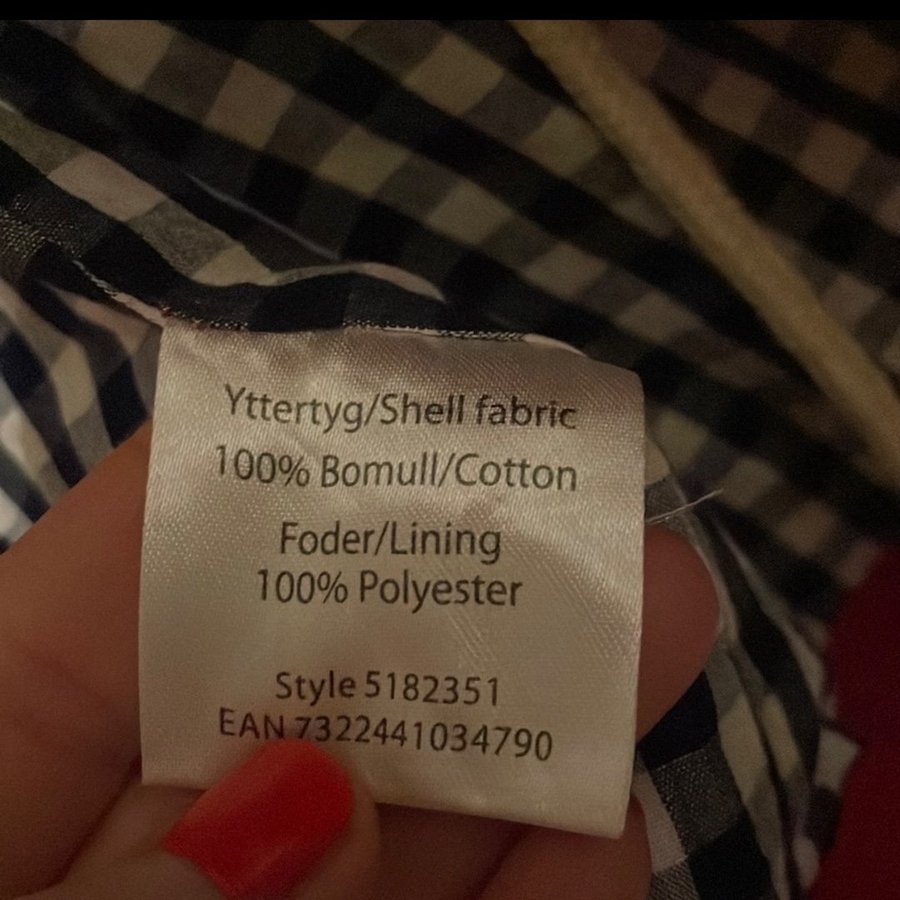 Yttertyg/Shell fabric
100% Bomull/Cotton
Foder/Lining
100% Polyester
Style 5182351
EAN 7322441034790